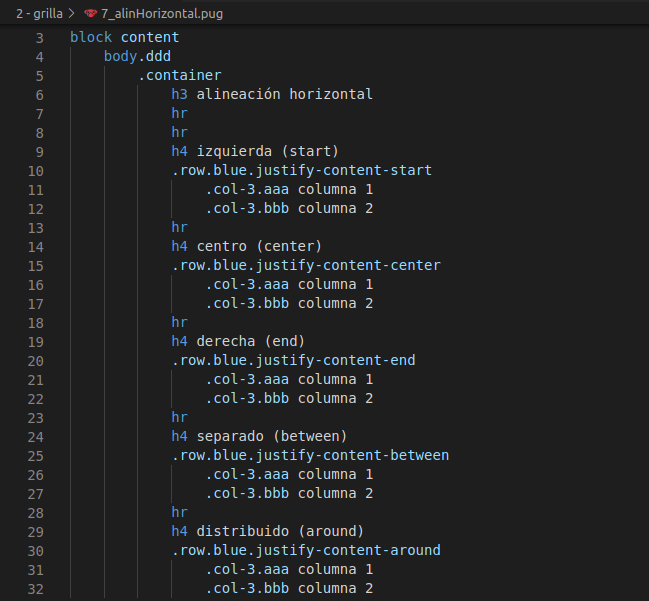 2 - grilla > 7_alinHorizontal.pug
3 block content
4 body.ddd
5 .container
6 h3 alineación horizontal
7 hr
8 hr
9 h4 izquierda (start)
10 .row.blue.justify-content-start
11 .col-3.aaa columna 1
12 .col-3.bbb columna 2
13 hr
14 h4 centro (center)
15 .row.blue.justify-content-center
16 .col-3.aaa columna 1
17 .col-3.bbb columna 2
18 hr
19 h4 derecha (end)
20 .row.blue.justify-content-end
21 .col-3.aaa columna 1
22 .col-3.bbb columna 2
23 hr
24 h4 separado (between)
25 .row.blue.justify-content-between
26 .col-3.aaa columna 1
27 .col-3.bbb columna 2
28 hr
29 h4 distribuido (around)
30 .row.blue.justify-content-around
31 .col-3.aaa columna 1
32 .col-3.bbb columna 2